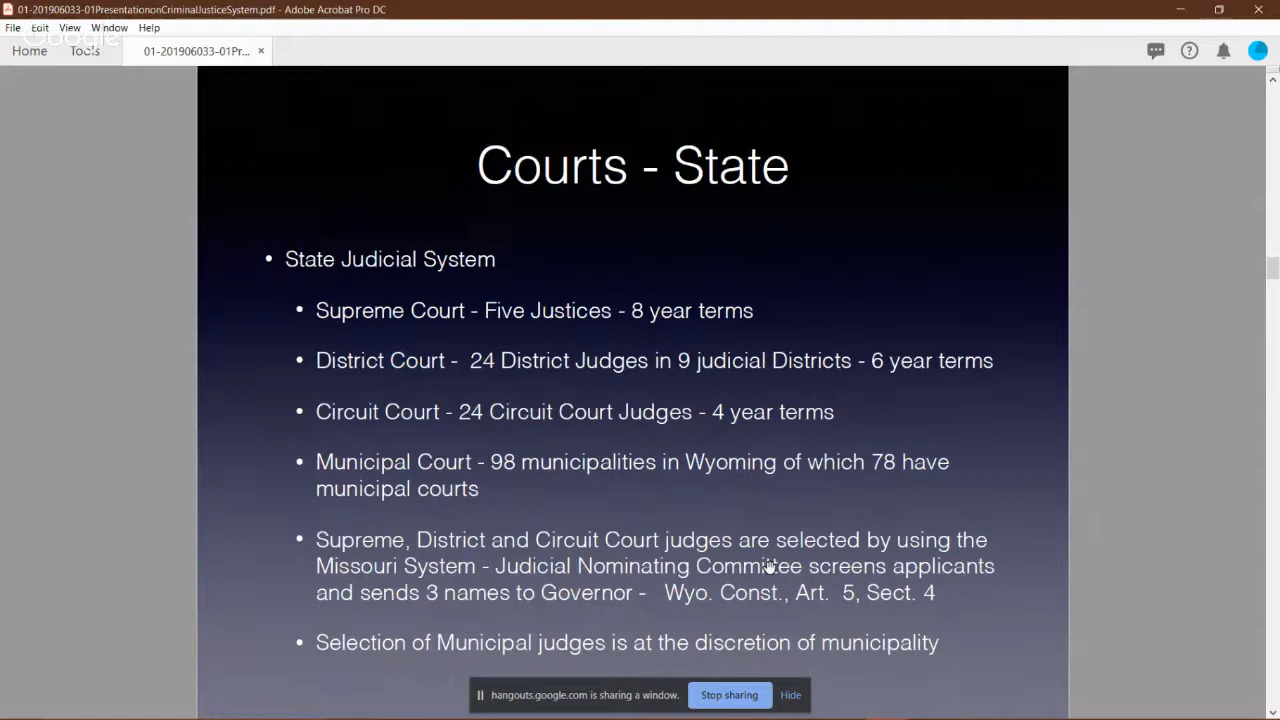 01-201906033-01PresentationonCriminalJusticeSystem.pdf - Adobe Acrobat Pro DC
File Edit View Window Help
Google
Home Tools 01-201906033-01Pr... ×
Courts - State
• State Judicial System
• Supreme Court - Five Justices - 8 year terms
• District Court - 24 District Judges in 9 judicial Districts - 6 year terms
• Circuit Court - 24 Circuit Court Judges - 4 year terms
• Municipal Court - 98 municipalities in Wyoming of which 78 have
municipal courts
• Supreme, District and Circuit Court judges are selected by using the
Missouri System - Judicial Nominating Committee screens applicants
and sends 3 names to Governor - Wyo. Const., Art. 5, Sect. 4
• Selection of Municipal judges is at the discretion of municipality
hangouts.google.com is sharing a window. Stop sharing Hide